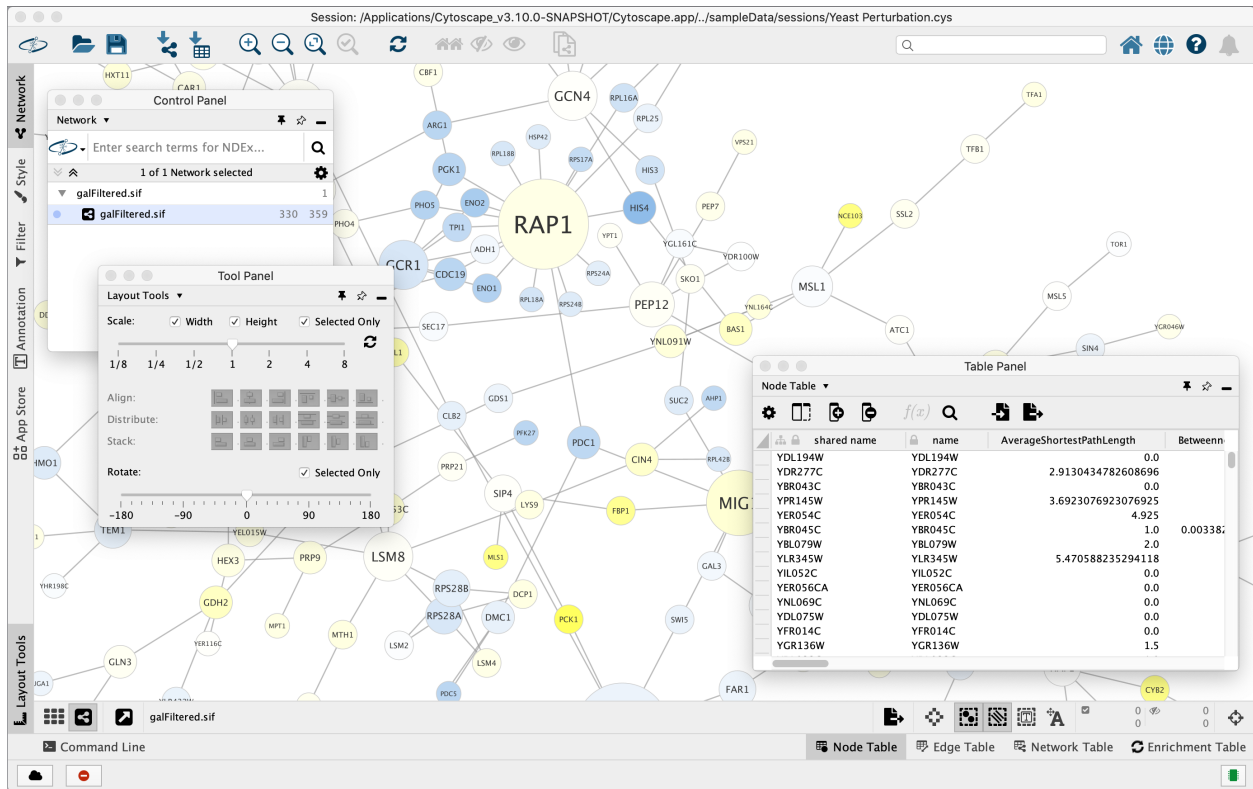 Session: /Applications/Cytoscape_v3.10.0-SNAPSHOT/Cytoscape.app/../sampleData/sessions/Yeast Perturbation.cys
Network
Style
Filter
Annotation
App Store
Layout Tools
Control Panel
Network
Enter search terms for NDEx...
1 of 1 Network selected
galFiltered.sif 1
galFiltered.sif 330 359
Tool Panel
Layout Tools
Scale: Width Height Selected Only
1/8 1/4 1/2 1 2 4 8
Align:
Distribute:
Stack:
Rotate: Selected Only
-180 -90 0 90 180
HXT11
CAR1
CBF1
GCN4
RPL16A
TFA1
ARG1
RPL25
HSP42
VPS21
TFB1
RPL18B
RPS17A
PGK1
HIS3
PHO5
ENO2
HIS4
PEP7
NCE103
SSL2
PHO4
TPI1
RAP1
YPT1
YGL161C
TOR1
ADH1
YDR100W
GCR1
CDC19
RPS24A
SKO1
MSL1
ENO1
RPL18A
RPS24B
PEP12
YNL164C
MSL5
SEC17
BAS1
ATC1
YGR046W
YNL091W
SIN4
GDS1
SUC2
AHP1
CLB2
PFK27
PDC1
HMO1
PRP21
CIN4
RPL42B
SIP4
LYS9
FBP1
TEM1
YEL015W
HEX3
PRP9
LSM8
MLS1
GAL3
YHR198C
RPS28B
GDH2
DCP1
RPS28A
DMC1
PCK1
SWI5
MPT1
MTH1
YER116C
LSM2
GLN3
LSM4
PDC5
FAR1
CYB2
Table Panel
Node Table
f(x)
shared name name AverageShortestPathLength Betweenn
YDL194W YDL194W 0.0
YDR277C YDR277C 2.9130434782608696
YBR043C YBR043C 0.0
YPR145W YPR145W 3.6923076923076925
YER054C YER054C 4.925
YBR045C YBR045C 1.0 0.003382
YBL079W YBL079W 2.0
YLR345W YLR345W 5.470588235294118
YIL052C YIL052C 0.0
YER056CA YER056CA 0.0
YNL069C YNL069C 0.0
YDL075W YDL075W 0.0
YFR014C YFR014C 0.0
YGR136W YGR136W 1.5
galFiltered.sif
0 0
0 0
Command Line
Node Table Edge Table Network Table Enrichment Table